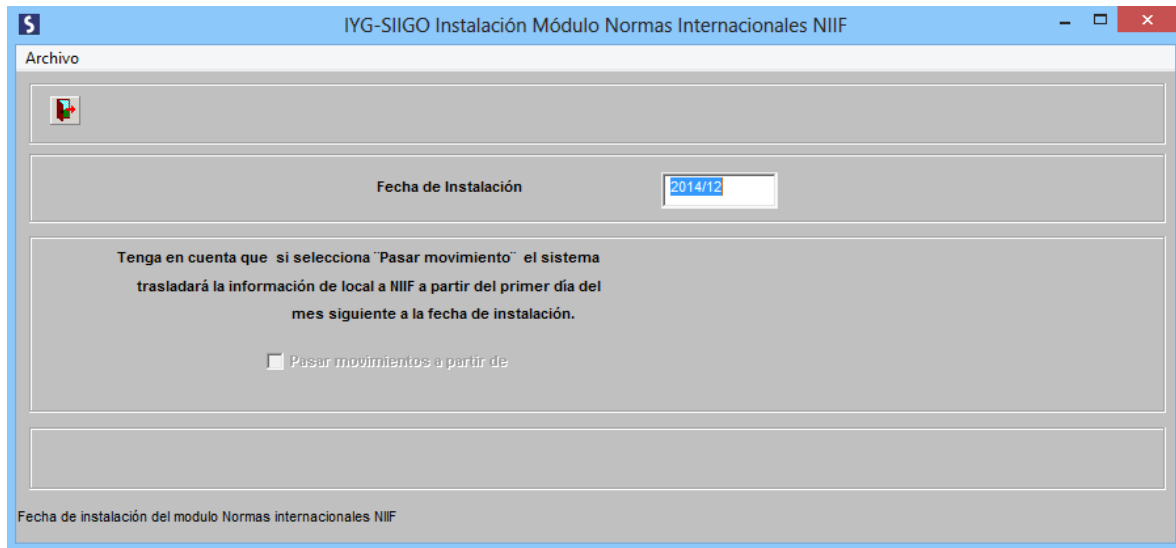 S
IYG-SIIGO Instalación Módulo Normas Internacionales NIIF
Archivo
Fecha de Instalación
2014/12
Tenga en cuenta que si selecciona ¨Pasar movimiento¨ el sistema
trasladará la información de local a NIIF a partir del primer día del
mes siguiente a la fecha de instalación.
Pasar movimientos a partir de
Fecha de instalación del modulo Normas internacionales NIIF